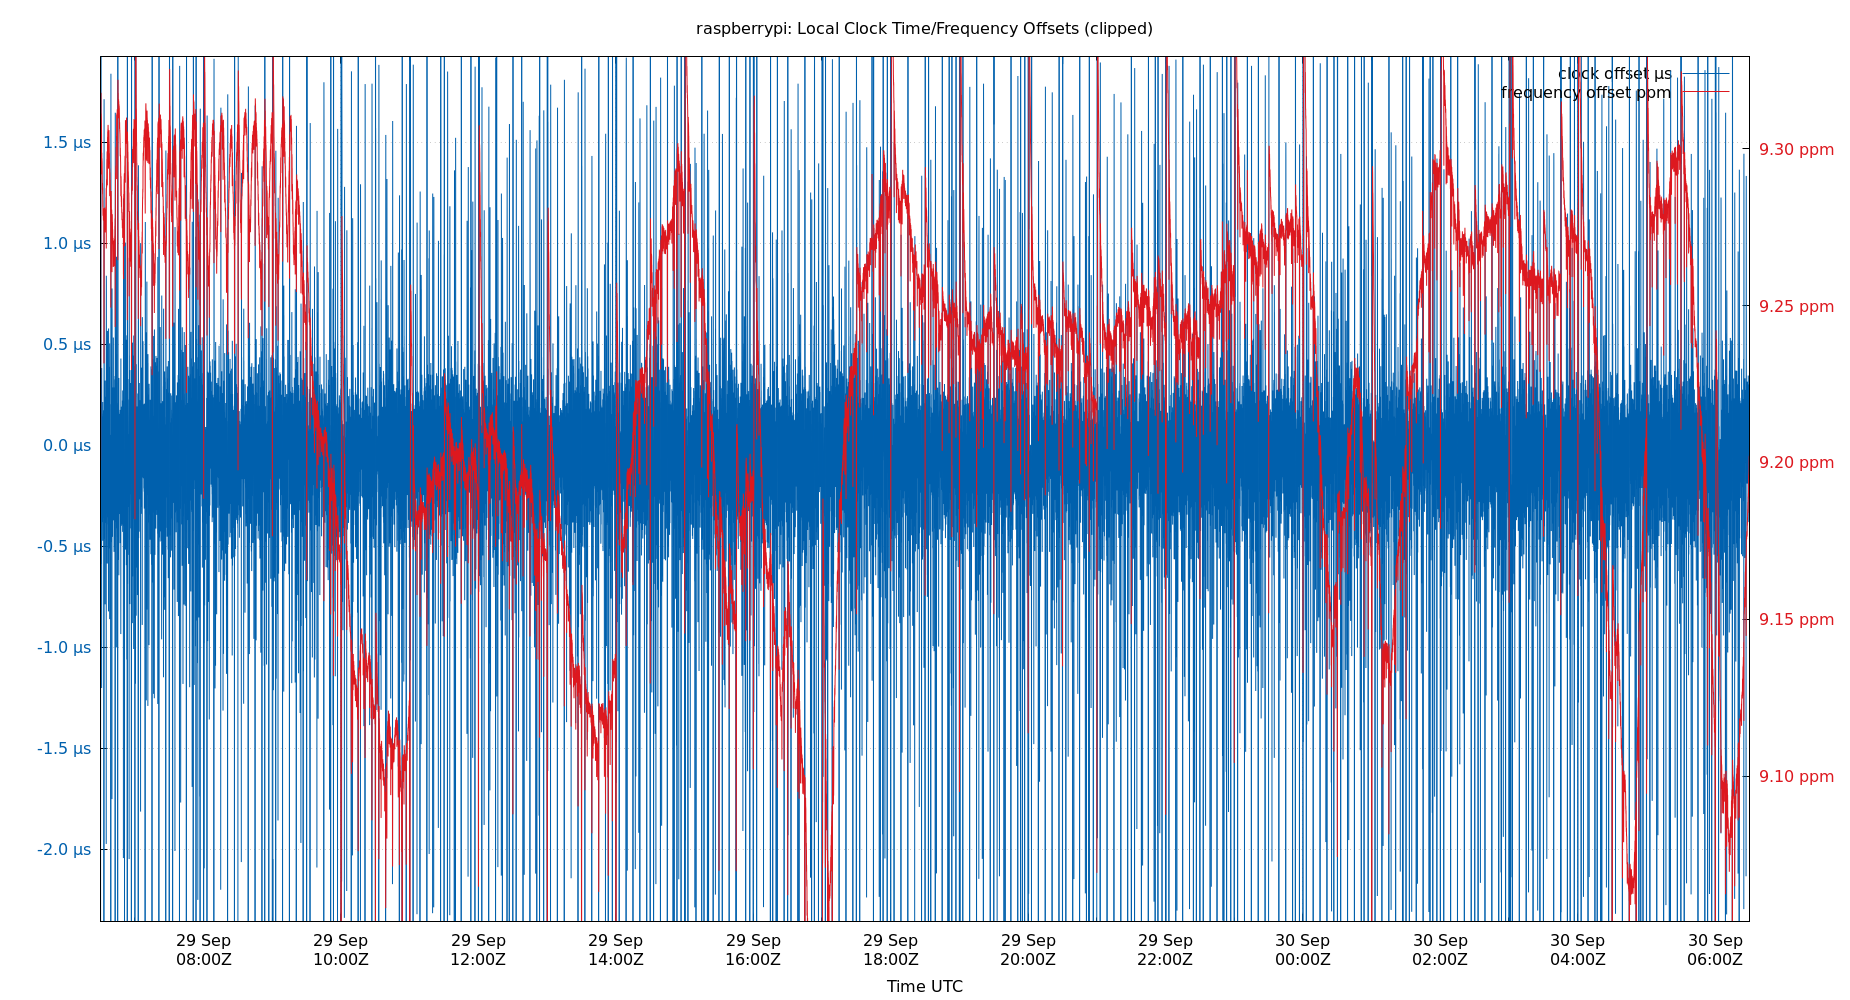 raspberrypi: Local Clock Time/Frequency Offsets (clipped)
clock offset µs
frequency offset ppm
1.5 µs
1.0 µs
0.5 µs
0.0 µs
-0.5 µs
-1.0 µs
-1.5 µs
-2.0 µs
9.30 ppm
9.25 ppm
9.20 ppm
9.15 ppm
9.10 ppm
29 Sep 29 Sep 29 Sep 29 Sep 29 Sep 29 Sep 29 Sep 29 Sep 30 Sep 30 Sep 30 Sep 30 Sep
08:00Z 10:00Z 12:00Z 14:00Z 16:00Z 18:00Z 20:00Z 22:00Z 00:00Z 02:00Z 04:00Z 06:00Z
Time UTC